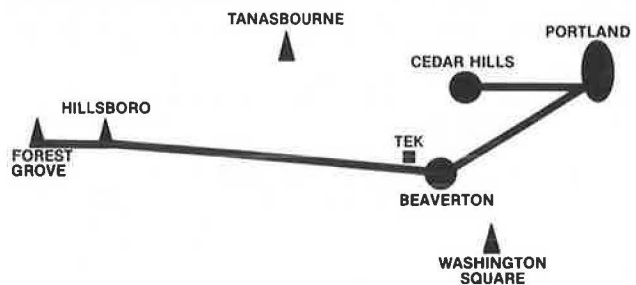 TANASBOURNE
PORTLAND
CEDAR HILLS
HILLSBORO
FOREST
GROVE
TEK
BEAVERTON
WASHINGTON
SQUARE